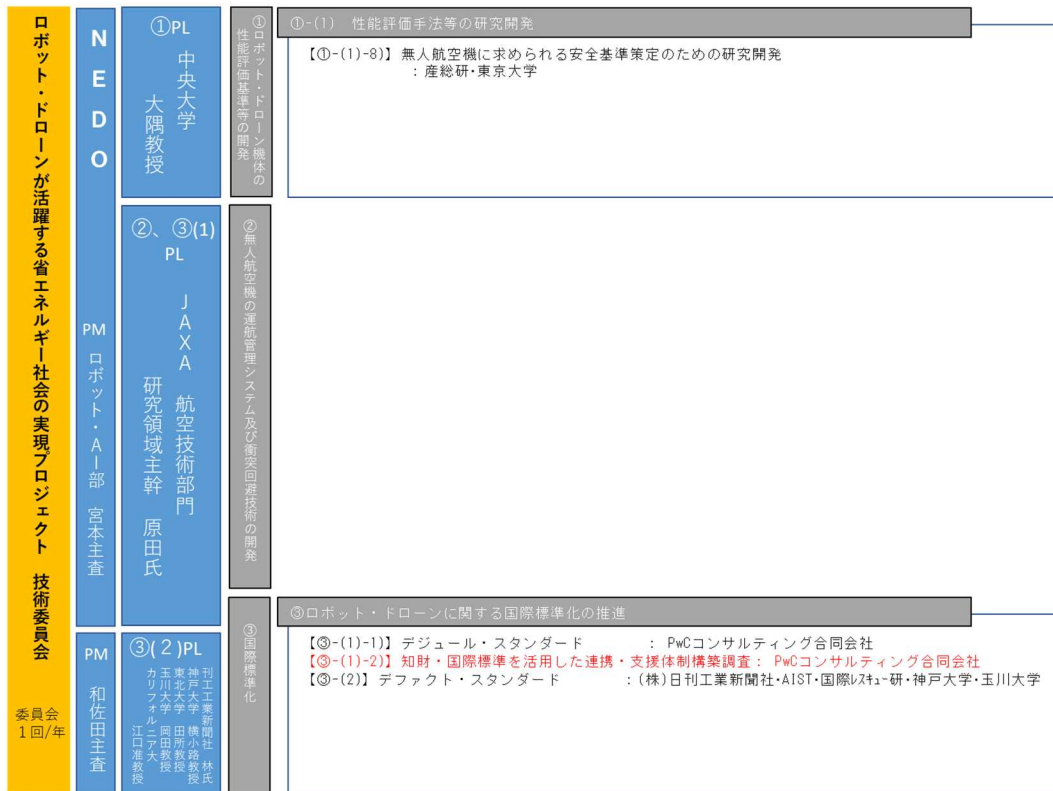 ロボット・ドローンが活躍する省エネルギー社会の実現プロジェクト 技術委員会
委員会
1回/年
NEDO
PM ロボット・AI部 宮本主査
PM 和佐田主査
①PL
中央大学
大隅教授
②、③(1)
PL
JAXA 航空技術部門
研究領域主幹 原田氏
③(2)PL
刊工業新聞社 林氏
神戸大学 横小路教授
東北大学 田所教授
玉川大学 岡田教授
カリフォルニア大
江口准教授
①ロボット・ドローン機体の
性能評価基準等の開発
②無人航空機の運航管理システム及び衝突回避技術の開発
③国際標準化
①-(1) 性能評価手法等の研究開発
【①-(1)-8)】無人航空機に求められる安全基準策定のための研究開発
：産総研・東京大学
③ロボット・ドローンに関する国際標準化の推進
【③-(1)-1)】デジュール・スタンダード ：PwCコンサルティング合同会社
【③-(1)-2)】知財・国際標準を活用した連携・支援体制構築調査：PwCコンサルティング合同会社
【③-(2)】デファクト・スタンダード ：(株)日刊工業新聞社・AIST・国際ﾚｽｷｭｰ研・神戸大学・玉川大学